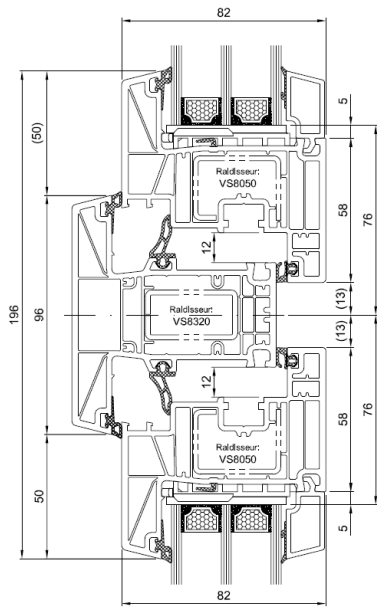 82
5
(50)
Raidisseur:
VS8050
58
76
12
(13)
196
96
Raidisseur:
VS8320
(13)
12
58
76
Raidisseur:
VS8050
50
5
82